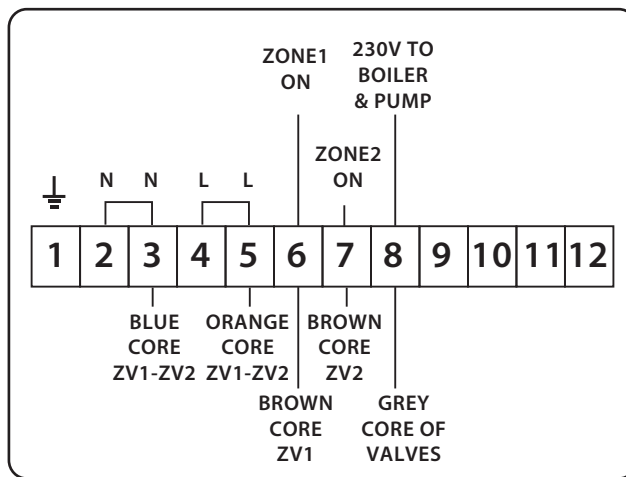 ZONE1
ON
230V TO
BOILER
& PUMP
ZONE2
ON
N N L L
1 2 3 4 5 6 7 8 9 10 11 12
BLUE
CORE
ZV1-ZV2
ORANGE
CORE
ZV1-ZV2
BROWN
CORE
ZV2
BROWN
CORE
ZV1
GREY
CORE OF
VALVES